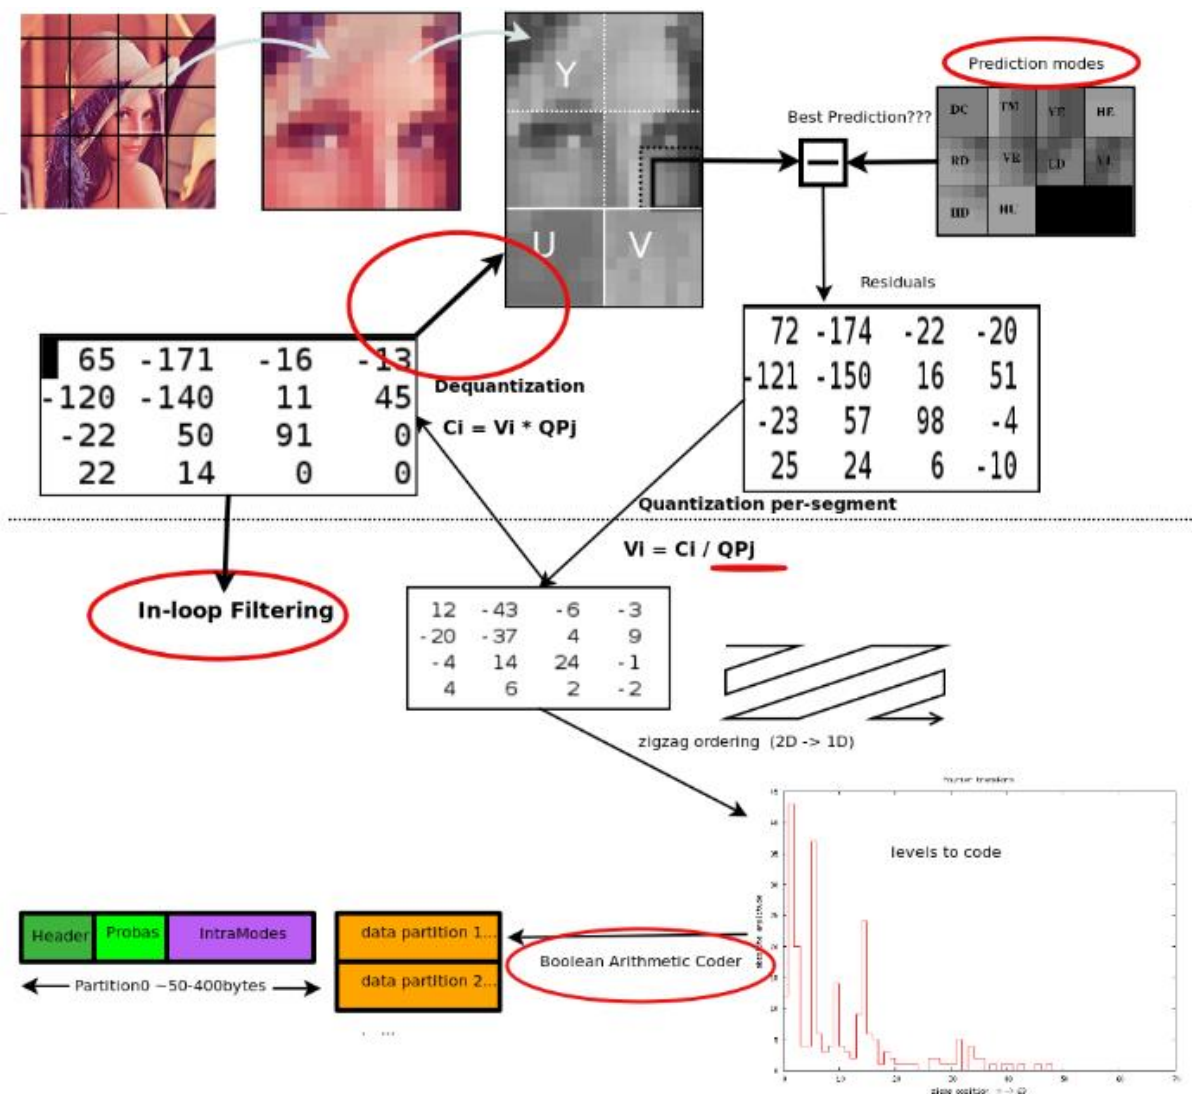 Prediction modes
Y
Best Prediction???
DC TM VE HE
RD VR LD VL
HD HU
U V
Residuals
72 -174 -22 -20
-121 -150 16 51
-23 57 98 -4
25 24 6 -10
65 -171 -16 -13
-120 -140 11 45
-22 50 91 0
22 14 0 0
Dequantization
Ci = Vi * QPj
Quantization per-segment
Vi = Ci / QPj
In-loop Filtering
12 -43 -6 -3
-20 -37 4 9
-4 14 24 -1
4 6 2 -2
zigzag ordering (2D -> 1D)
levels to code
Header Probas IntraModes
Partition0 ~50-400bytes
data partition 1...
data partition 2...
...
Boolean Arithmetic Coder